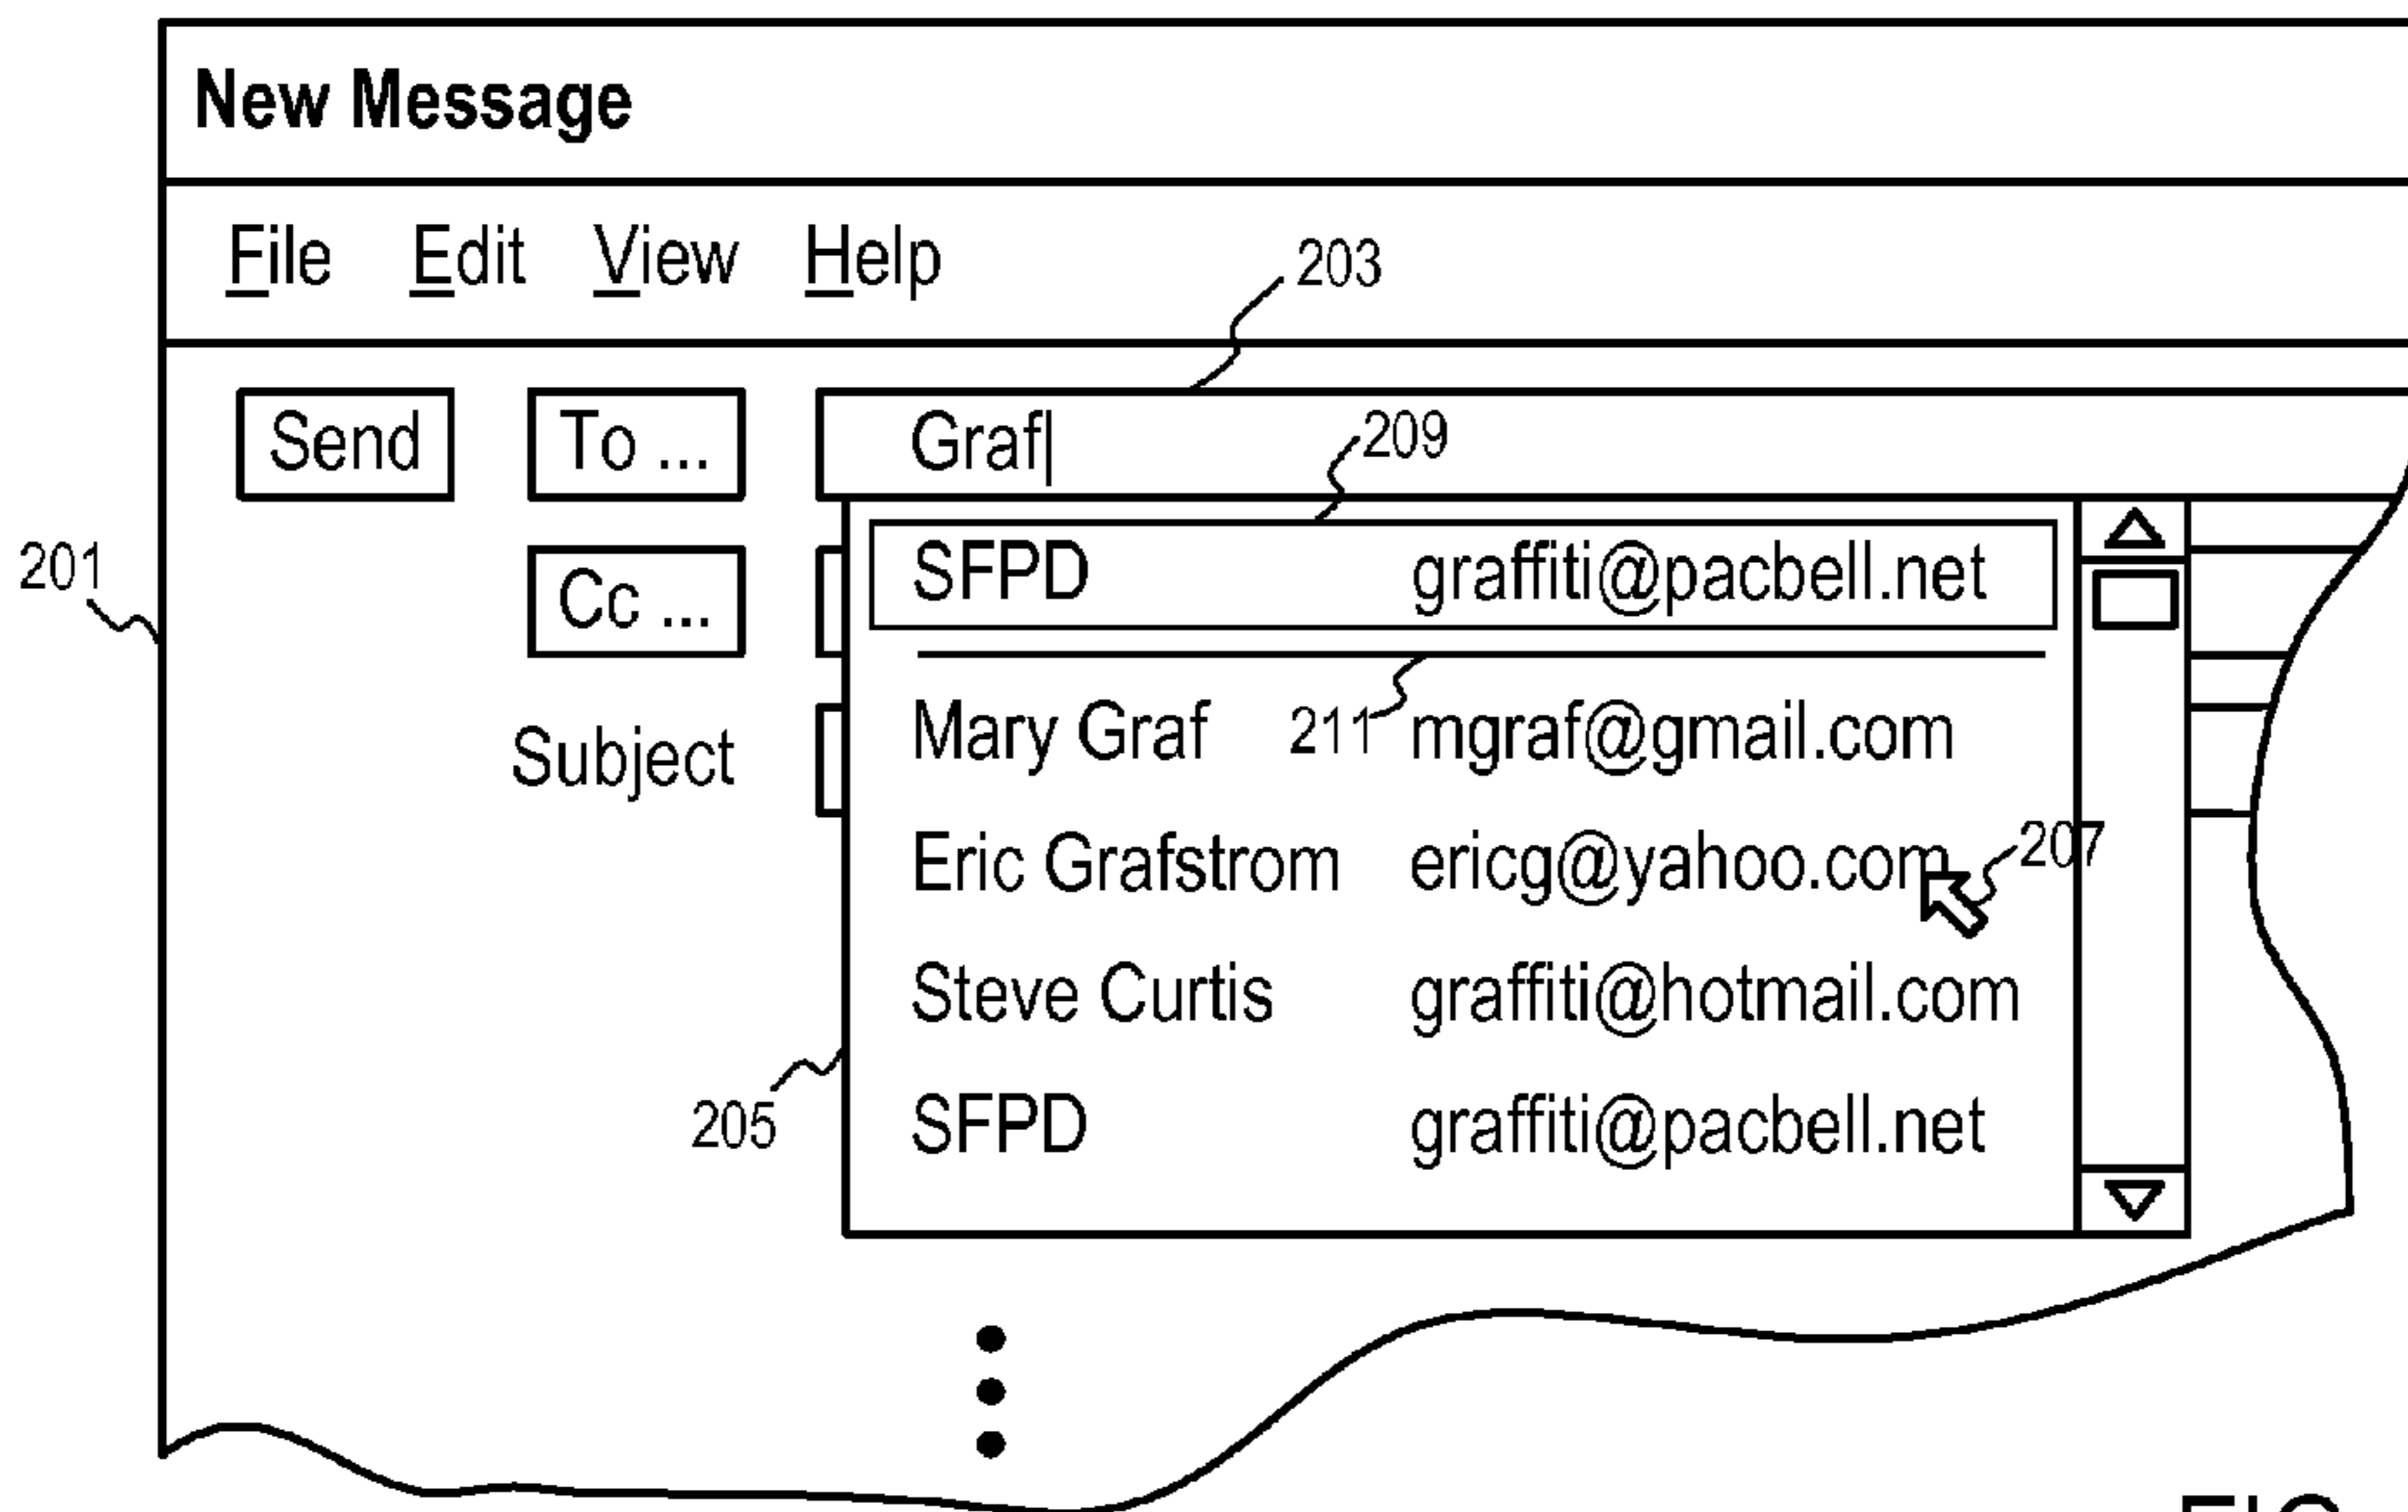 New Message
File Edit View Help
203
Send To ... Graf
209
201
Cc ...
SFPD graffiti@pacbell.net
Subject
Mary Graf 211 mgraf@gmail.com
Eric Grafstrom ericg@yahoo.com 207
Steve Curtis graffiti@hotmail.com
205
SFPD graffiti@pacbell.net